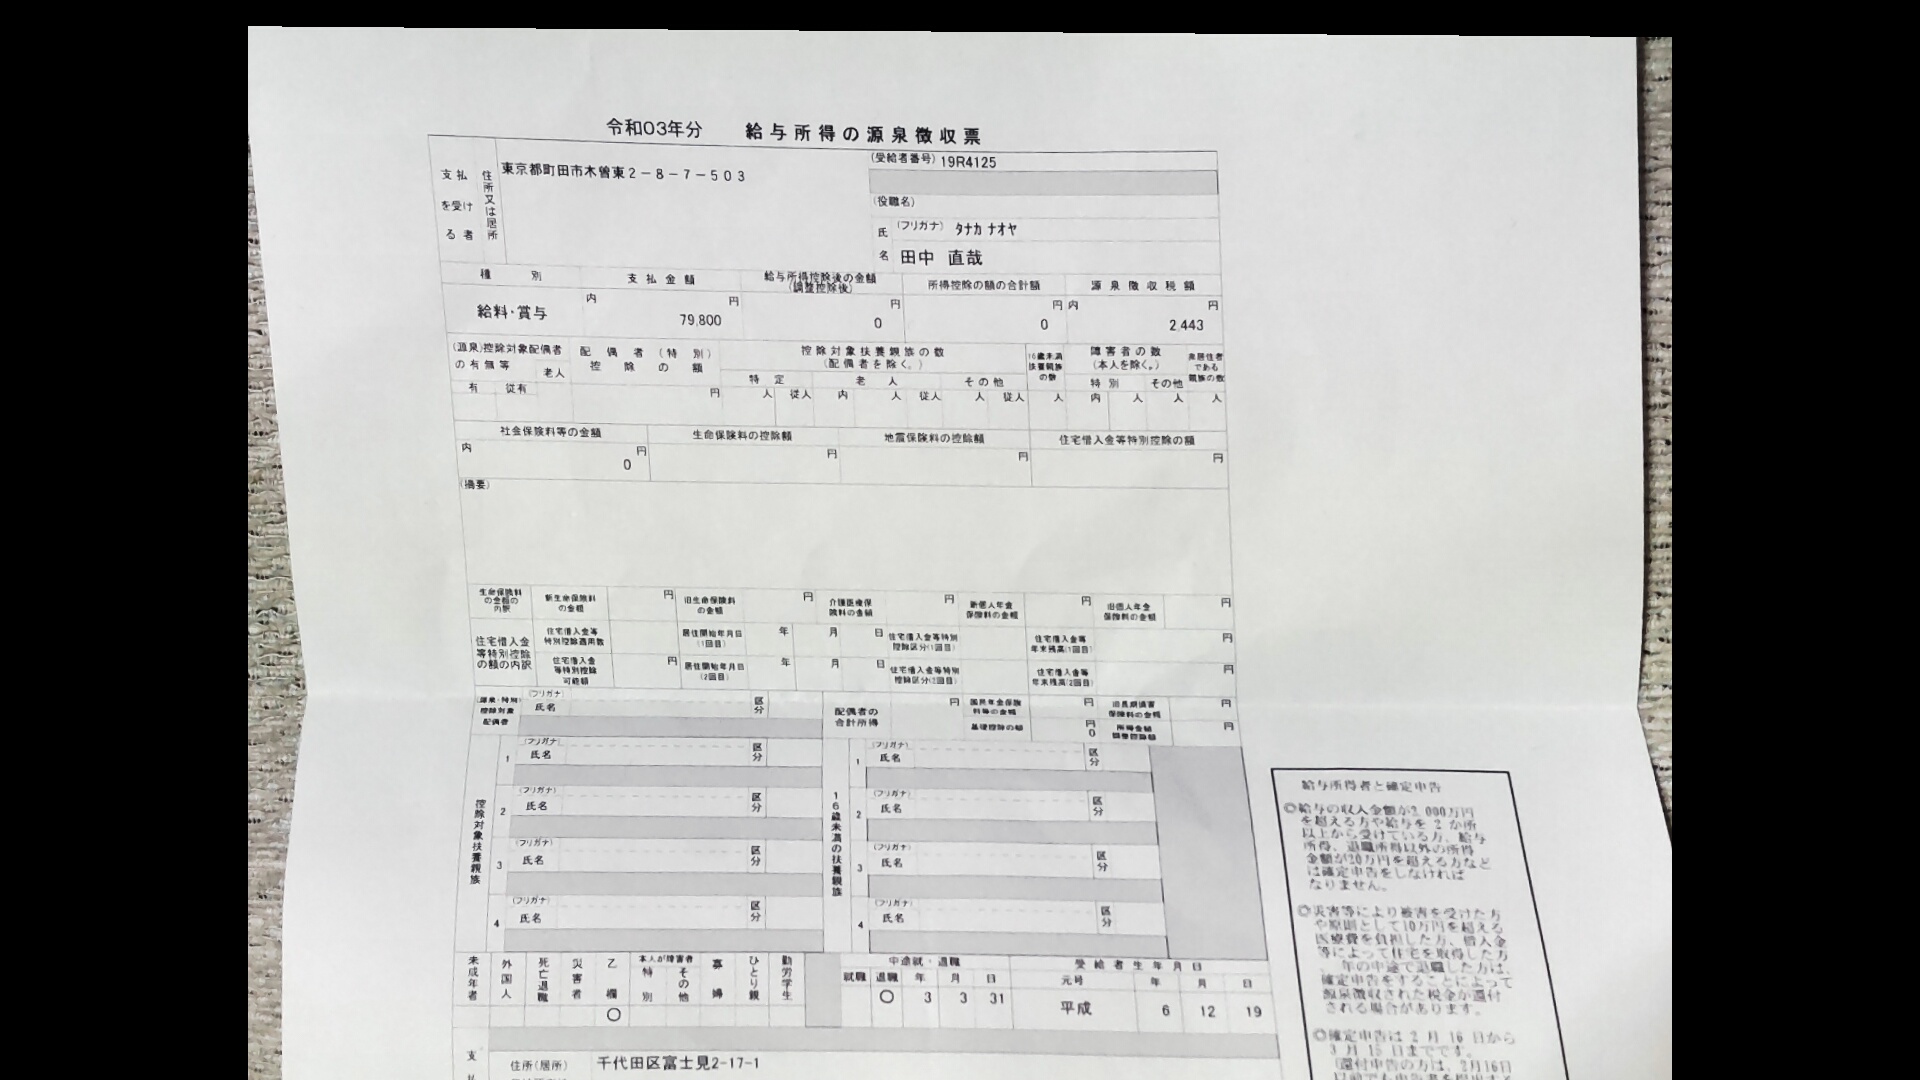 令和03年分 給与所得の源泉徴収票
支払を受ける者 住所又は居所 東京都町田市木曽東2-8-7-503
(受給者番号) 19R4125
(役職名)
氏名 (フリガナ) タナカ ナオヤ
田中 直哉
種別 支払金額 給与所得控除後の金額(調整控除後) 所得控除の額の合計額 源泉徴収税額
給料・賞与 内 79,800円 0円 0円 内 2,443円
(源泉)控除対象配偶者の有無等 老人 配偶者(特別)控除の額 控除対象扶養親族の数(配偶者を除く。) 16歳未満扶養親族の数 障害者の数(本人を除く。) 非居住者である親族の数
特定 老人 その他 特別 その他
有 従有 円 人 従人 内 人 従人 人 従人 人 内 人 人 人
社会保険料等の金額 生命保険料の控除額 地震保険料の控除額 住宅借入金等特別控除の額
内 0円 円 円 円
(摘要)
生命保険料の金額の内訳 新生命保険料の金額 円 旧生命保険料の金額 円 介護医療保険料の金額 円 新個人年金保険料の金額 円 旧個人年金保険料の金額 円
住宅借入金等特別控除の額の内訳 住宅借入金等特別控除適用数 居住開始年月日(1回目) 年 月 日 住宅借入金等特別控除区分(1回目) 住宅借入金等年末残高(1回目) 円
住宅借入金等特別控除可能額 円 居住開始年月日(2回目) 年 月 日 住宅借入金等特別控除区分(2回目) 住宅借入金等年末残高(2回目) 円
(源泉・特別)控除対象配偶者 (フリガナ) 氏名 区分 配偶者の合計所得 円 国民年金保険料等の金額 円 旧長期損害保険料の金額 円
基礎控除の額 円 0 所得金額調整控除額 円
控除対象扶養親族 16歳未満の扶養親族
1 (フリガナ) 氏名 区分 1 (フリガナ) 氏名 区分
2 (フリガナ) 氏名 区分 2 (フリガナ) 氏名 区分
3 (フリガナ) 氏名 区分 3 (フリガナ) 氏名 区分
4 (フリガナ) 氏名 区分 4 (フリガナ) 氏名 区分
未成年者 外国人 死亡退職 災害者 乙欄 本人が障害者 特別 その他 寡婦 ひとり親 勤労学生 中途就・退職 受給者生年月日
就職 退職 年 月 日 元号 年 月 日
○ ○ 3 3 31 平成 6 12 19
支払 住所(居所) 千代田区富士見2-17-1
給与所得者と確定申告
◎給与の収入金額が2,000万円
を超える方や給与を2か所
以上から受けている方、給与
所得、退職所得以外の所得
金額が20万円を超える方など
は確定申告をしなければ
なりません。
◎災害等により被害を受けた方
や原則として10万円を超える
医療費を負担した方、借入金
等によって住宅を取得した方
年の中途で退職した方は、
確定申告をすることによって
源泉徴収された税金が還付
される場合があります。
◎確定申告は2月16日から
3月15日までです。
(還付申告の方は、2月16日